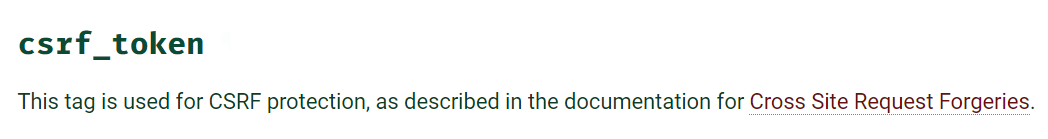 csrf_token
This tag is used for CSRF protection, as described in the documentation for Cross Site Request Forgeries.